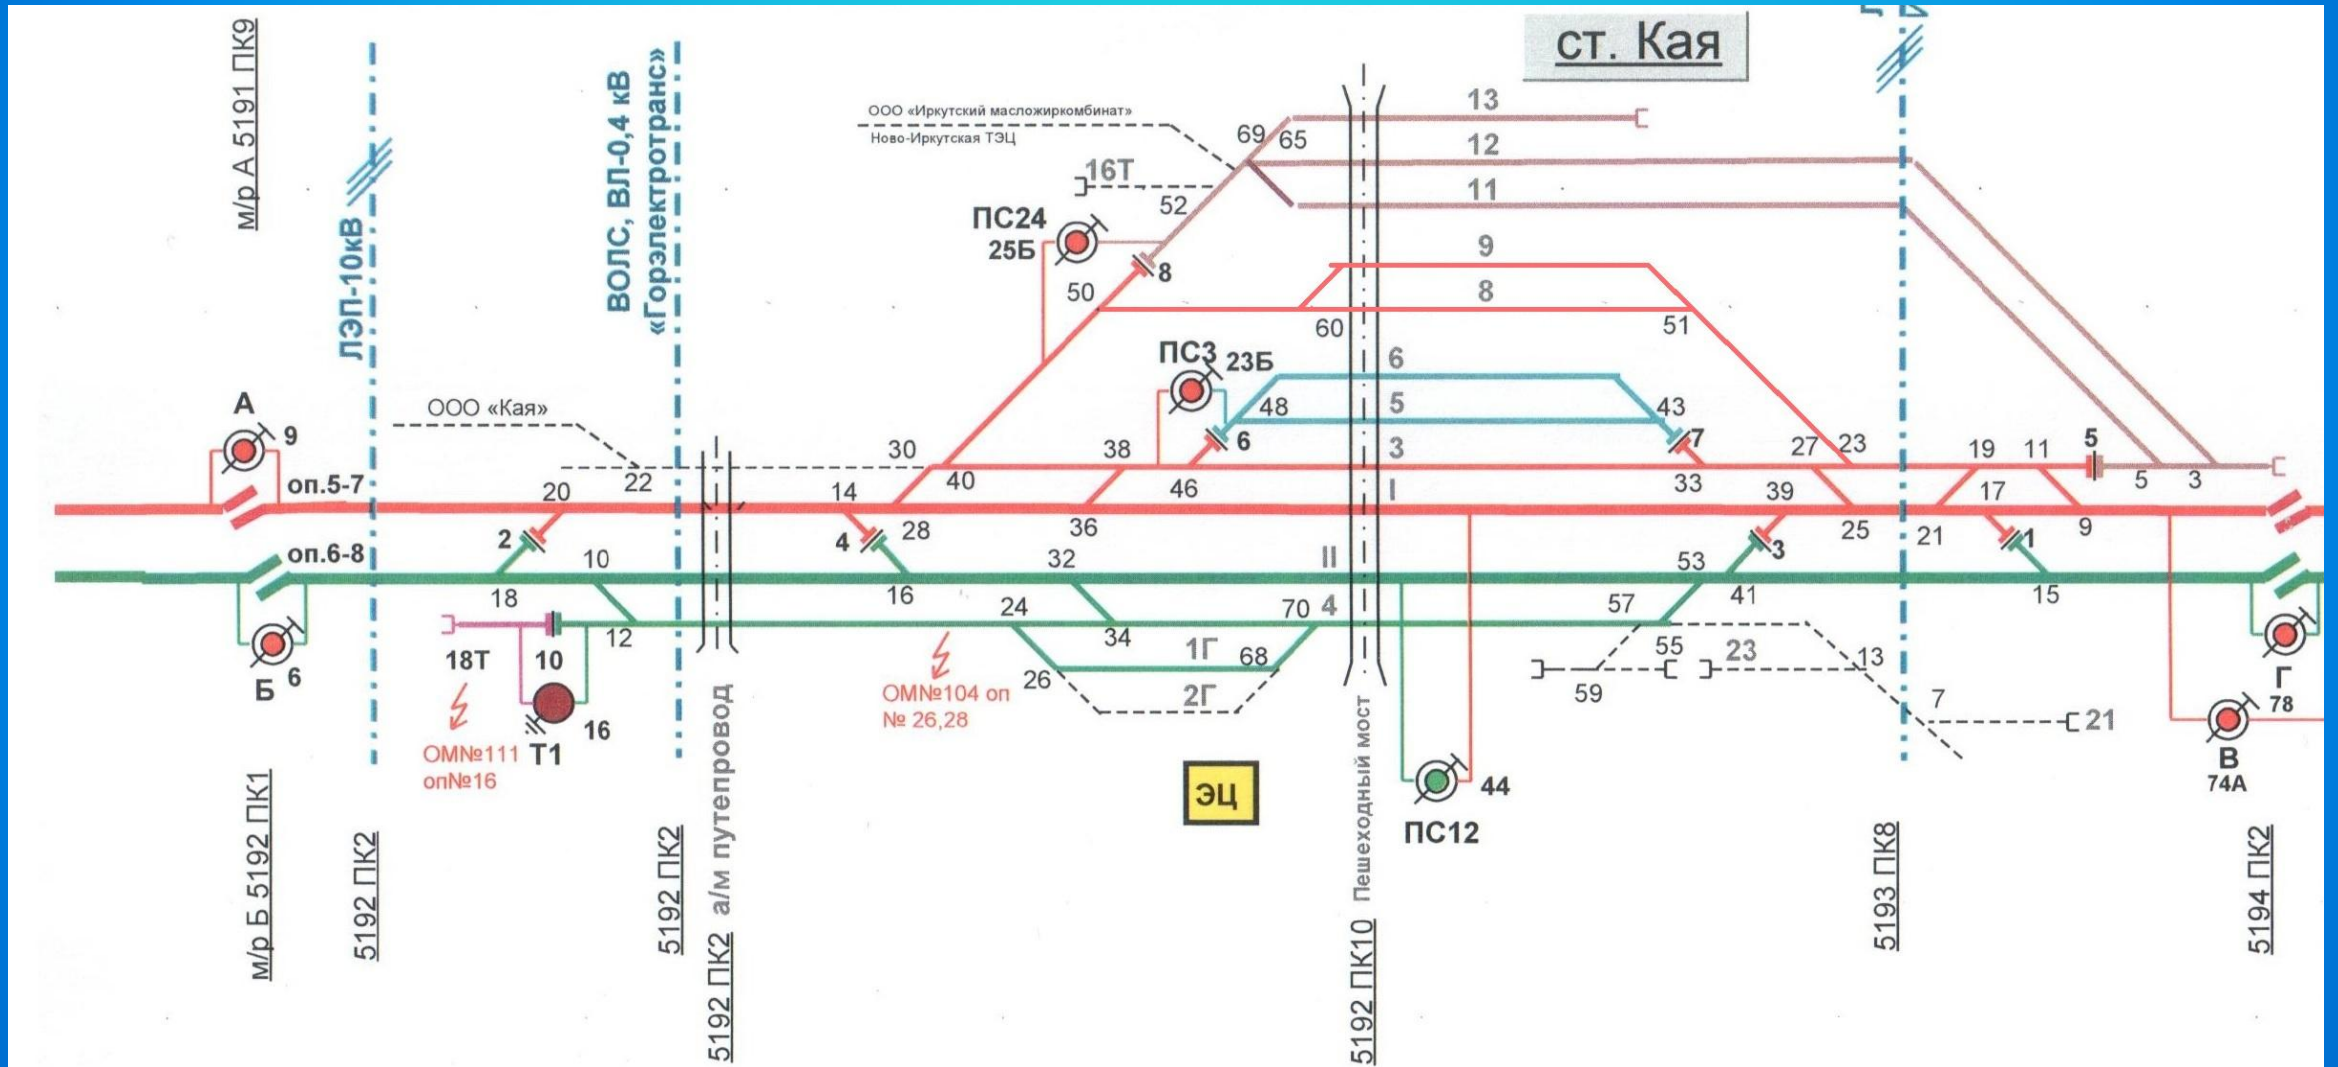 ст. Кая
м/р А 5191 ПК9
ЛЭП-10кВ
ВОЛС, ВЛ-0,4 кВ
«Горэлектротранс»
ООО «Иркутский масложиркомбинат»
Ново-Иркутская ТЭЦ
13
69
65
12
16Т
11
52
ПС24
25Б
9
8
50
8
60
51
ПС3
23Б
6
5
48
43
А
9
ООО «Кая»
6
7
3
30
38
27
23
19
11
5
22
40
46
33
5
3
оп.5-7
20
14
I
39
17
28
36
25
21
9
2
4
3
1
оп.6-8
10
32
II
53
18
16
24
70
4
57
41
15
12
34
18Т
10
1Г
68
55
23
13
Б
6
26
2Г
59
7
21
Г
78
ОМ№104 оп
№ 26,28
16
Т1
ОМ№111
оп№16
ЭЦ
44
ПС12
В
74А
м/р Б 5192 ПК1
5192 ПК2
5192 ПК2
5192 ПК2 а/м путепровод
5192 ПК10 Пешеходный мост
5193 ПК8
5194 ПК2